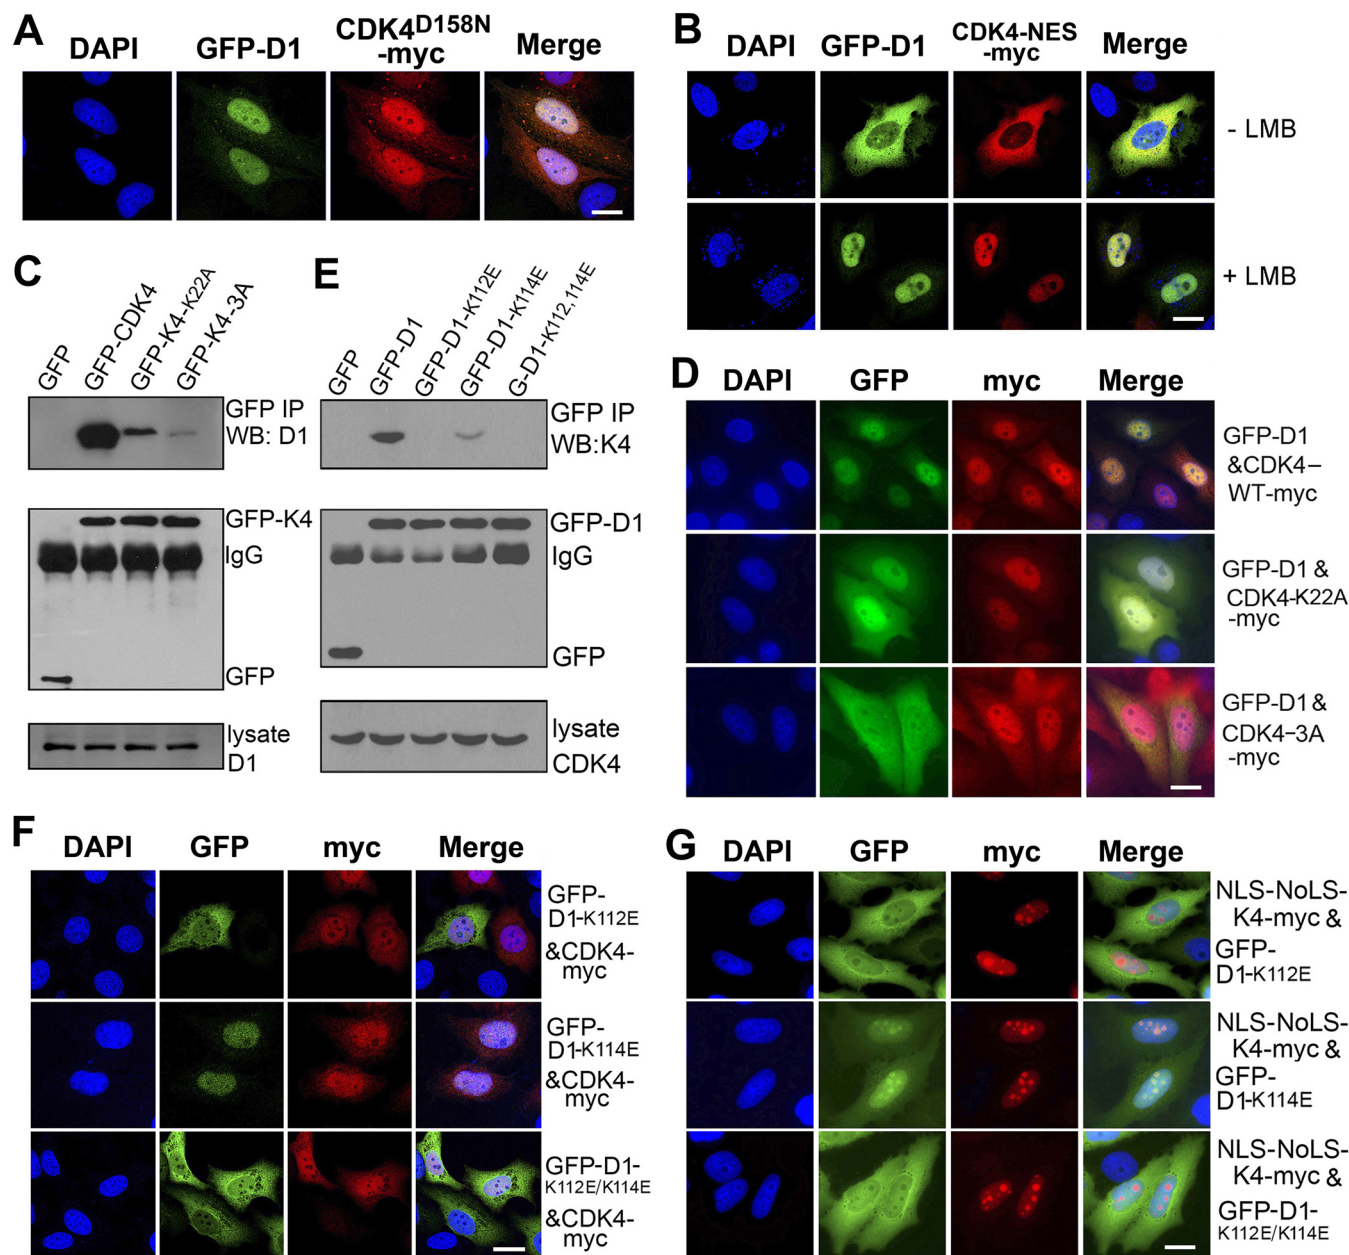 A
DAPI
GFP-D1
CDK4D158N
-myc
Merge
B
DAPI
GFP-D1
CDK4-NES
-myc
Merge
- LMB
+ LMB
C
GFP
GFP-CDK4
GFP-K4-K22A
GFP-K4-3A
GFP IP
WB: D1
GFP-K4
IgG
GFP
lysate
D1
E
GFP
GFP-D1
GFP-D1-K112E
GFP-D1-K114E
G-D1-K112,114E
GFP IP
WB:K4
GFP-D1
IgG
GFP
lysate
CDK4
D
DAPI
GFP
myc
Merge
GFP-D1
&CDK4–
WT-myc
GFP-D1 &
CDK4-K22A
-myc
GFP-D1 &
CDK4–3A
-myc
F
DAPI
GFP
myc
Merge
GFP-
D1-K112E
&CDK4-
myc
GFP-
D1-K114E
&CDK4-
myc
GFP-D1-
K112E/K114E
&CDK4-
myc
G
DAPI
GFP
myc
Merge
NLS-NoLS-
K4-myc &
GFP-
D1-K112E
NLS-NoLS-
K4-myc &
GFP-
D1-K114E
NLS-NoLS-
K4-myc &
GFP-D1-
K112E/K114E